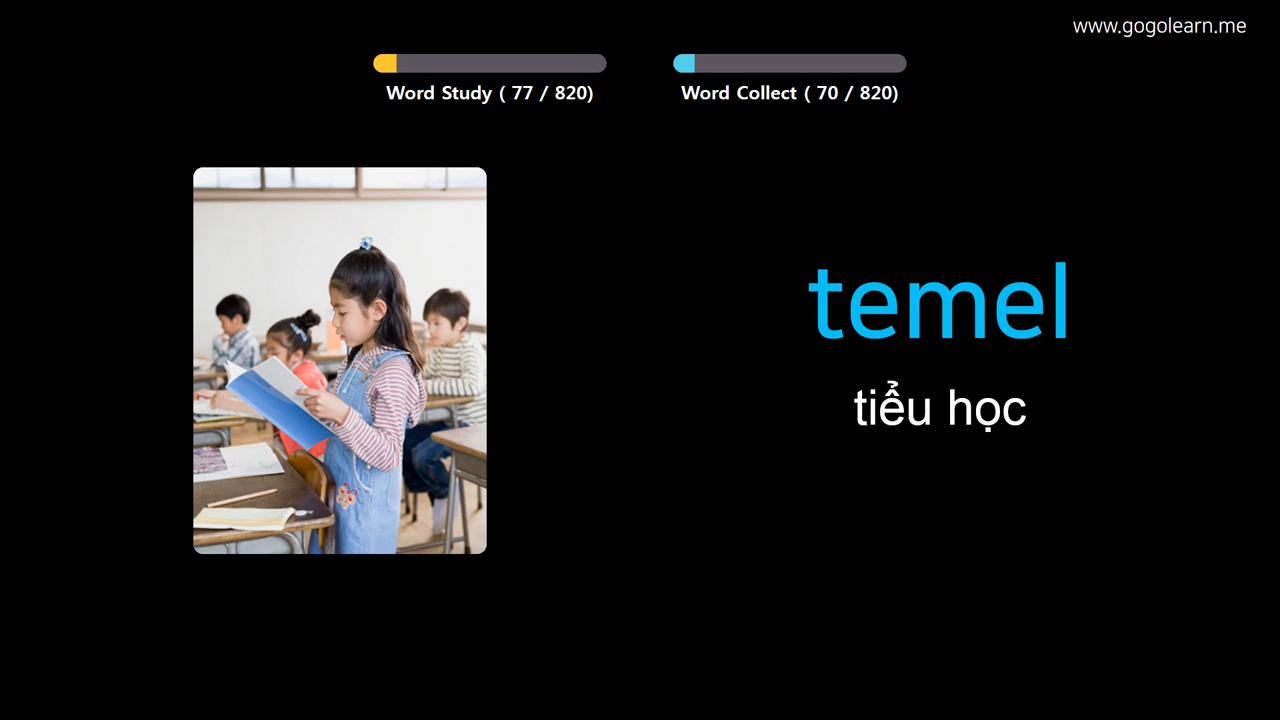 www.gogolearn.me
Word Study ( 77 / 820)
Word Collect ( 70 / 820)
temel
tiểu học